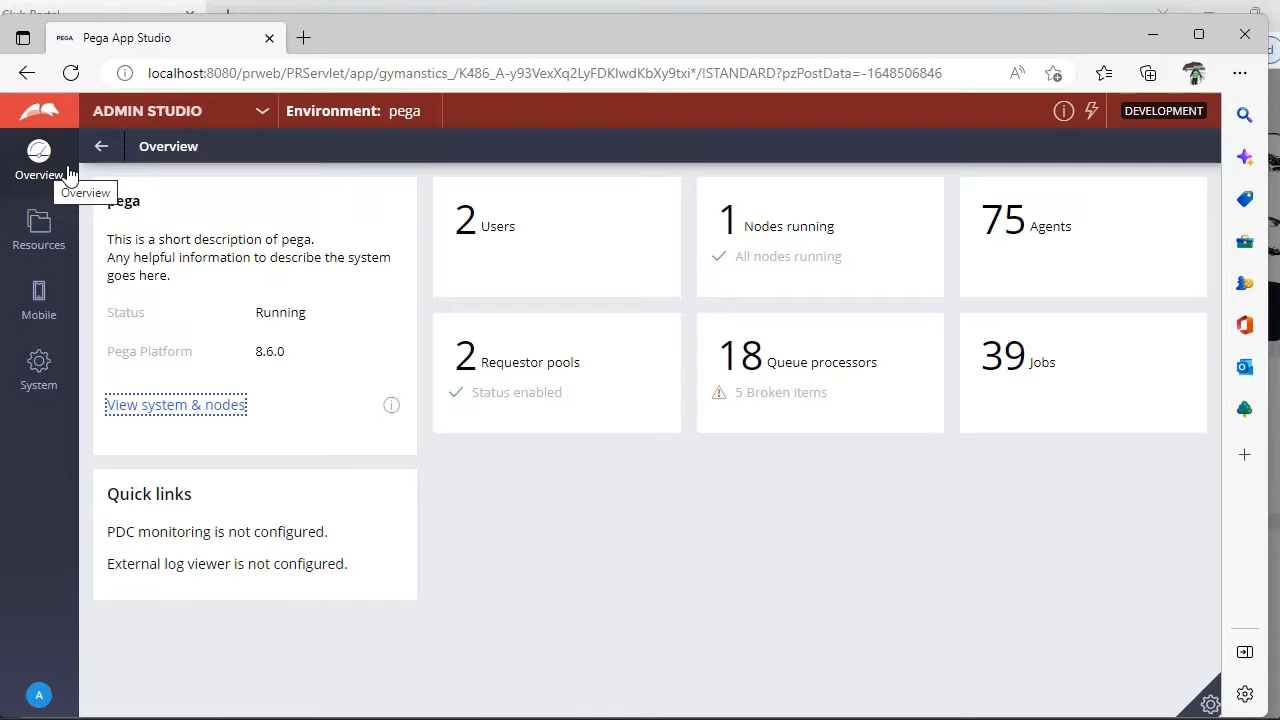 PEGA Pega App Studio
localhost:8080/prweb/PRServlet/app/gymanstics_/K486_A-y93VexXq2LyFDKlwdKbXy9txi*/!STANDARD?pzPostData=-1648506846
ADMIN STUDIO
Environment: pega
DEVELOPMENT
Overview
Overview
Overview
Resources
Mobile
System
A
pega
This is a short description of pega.
Any helpful information to describe the system
goes here.
Status Running
Pega Platform 8.6.0
View system & nodes
2 Users
1 Nodes running
All nodes running
75 Agents
2 Requestor pools
Status enabled
18 Queue processors
5 Broken items
39 Jobs
Quick links
PDC monitoring is not configured.
External log viewer is not configured.